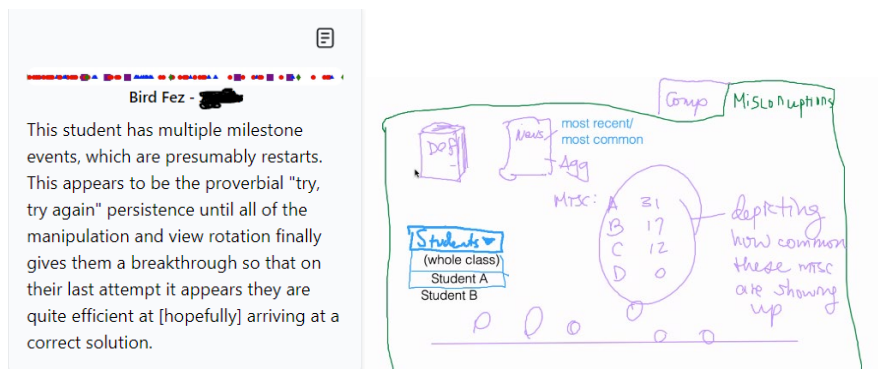 Bird Fez -
This student has multiple milestone
events, which are presumably restarts.
This appears to be the proverbial "try,
try again" persistence until all of the
manipulation and view rotation finally
gives them a breakthrough so that on
their last attempt it appears they are
quite efficient at [hopefully] arriving at a
correct solution.
Comp
Misconceptions
News
most recent/
most common
Agg
MISC: A 31
B 17
C 12
D 0
depicting
how common
these misc
are showing
up
Students
(whole class)
Student A
Student B